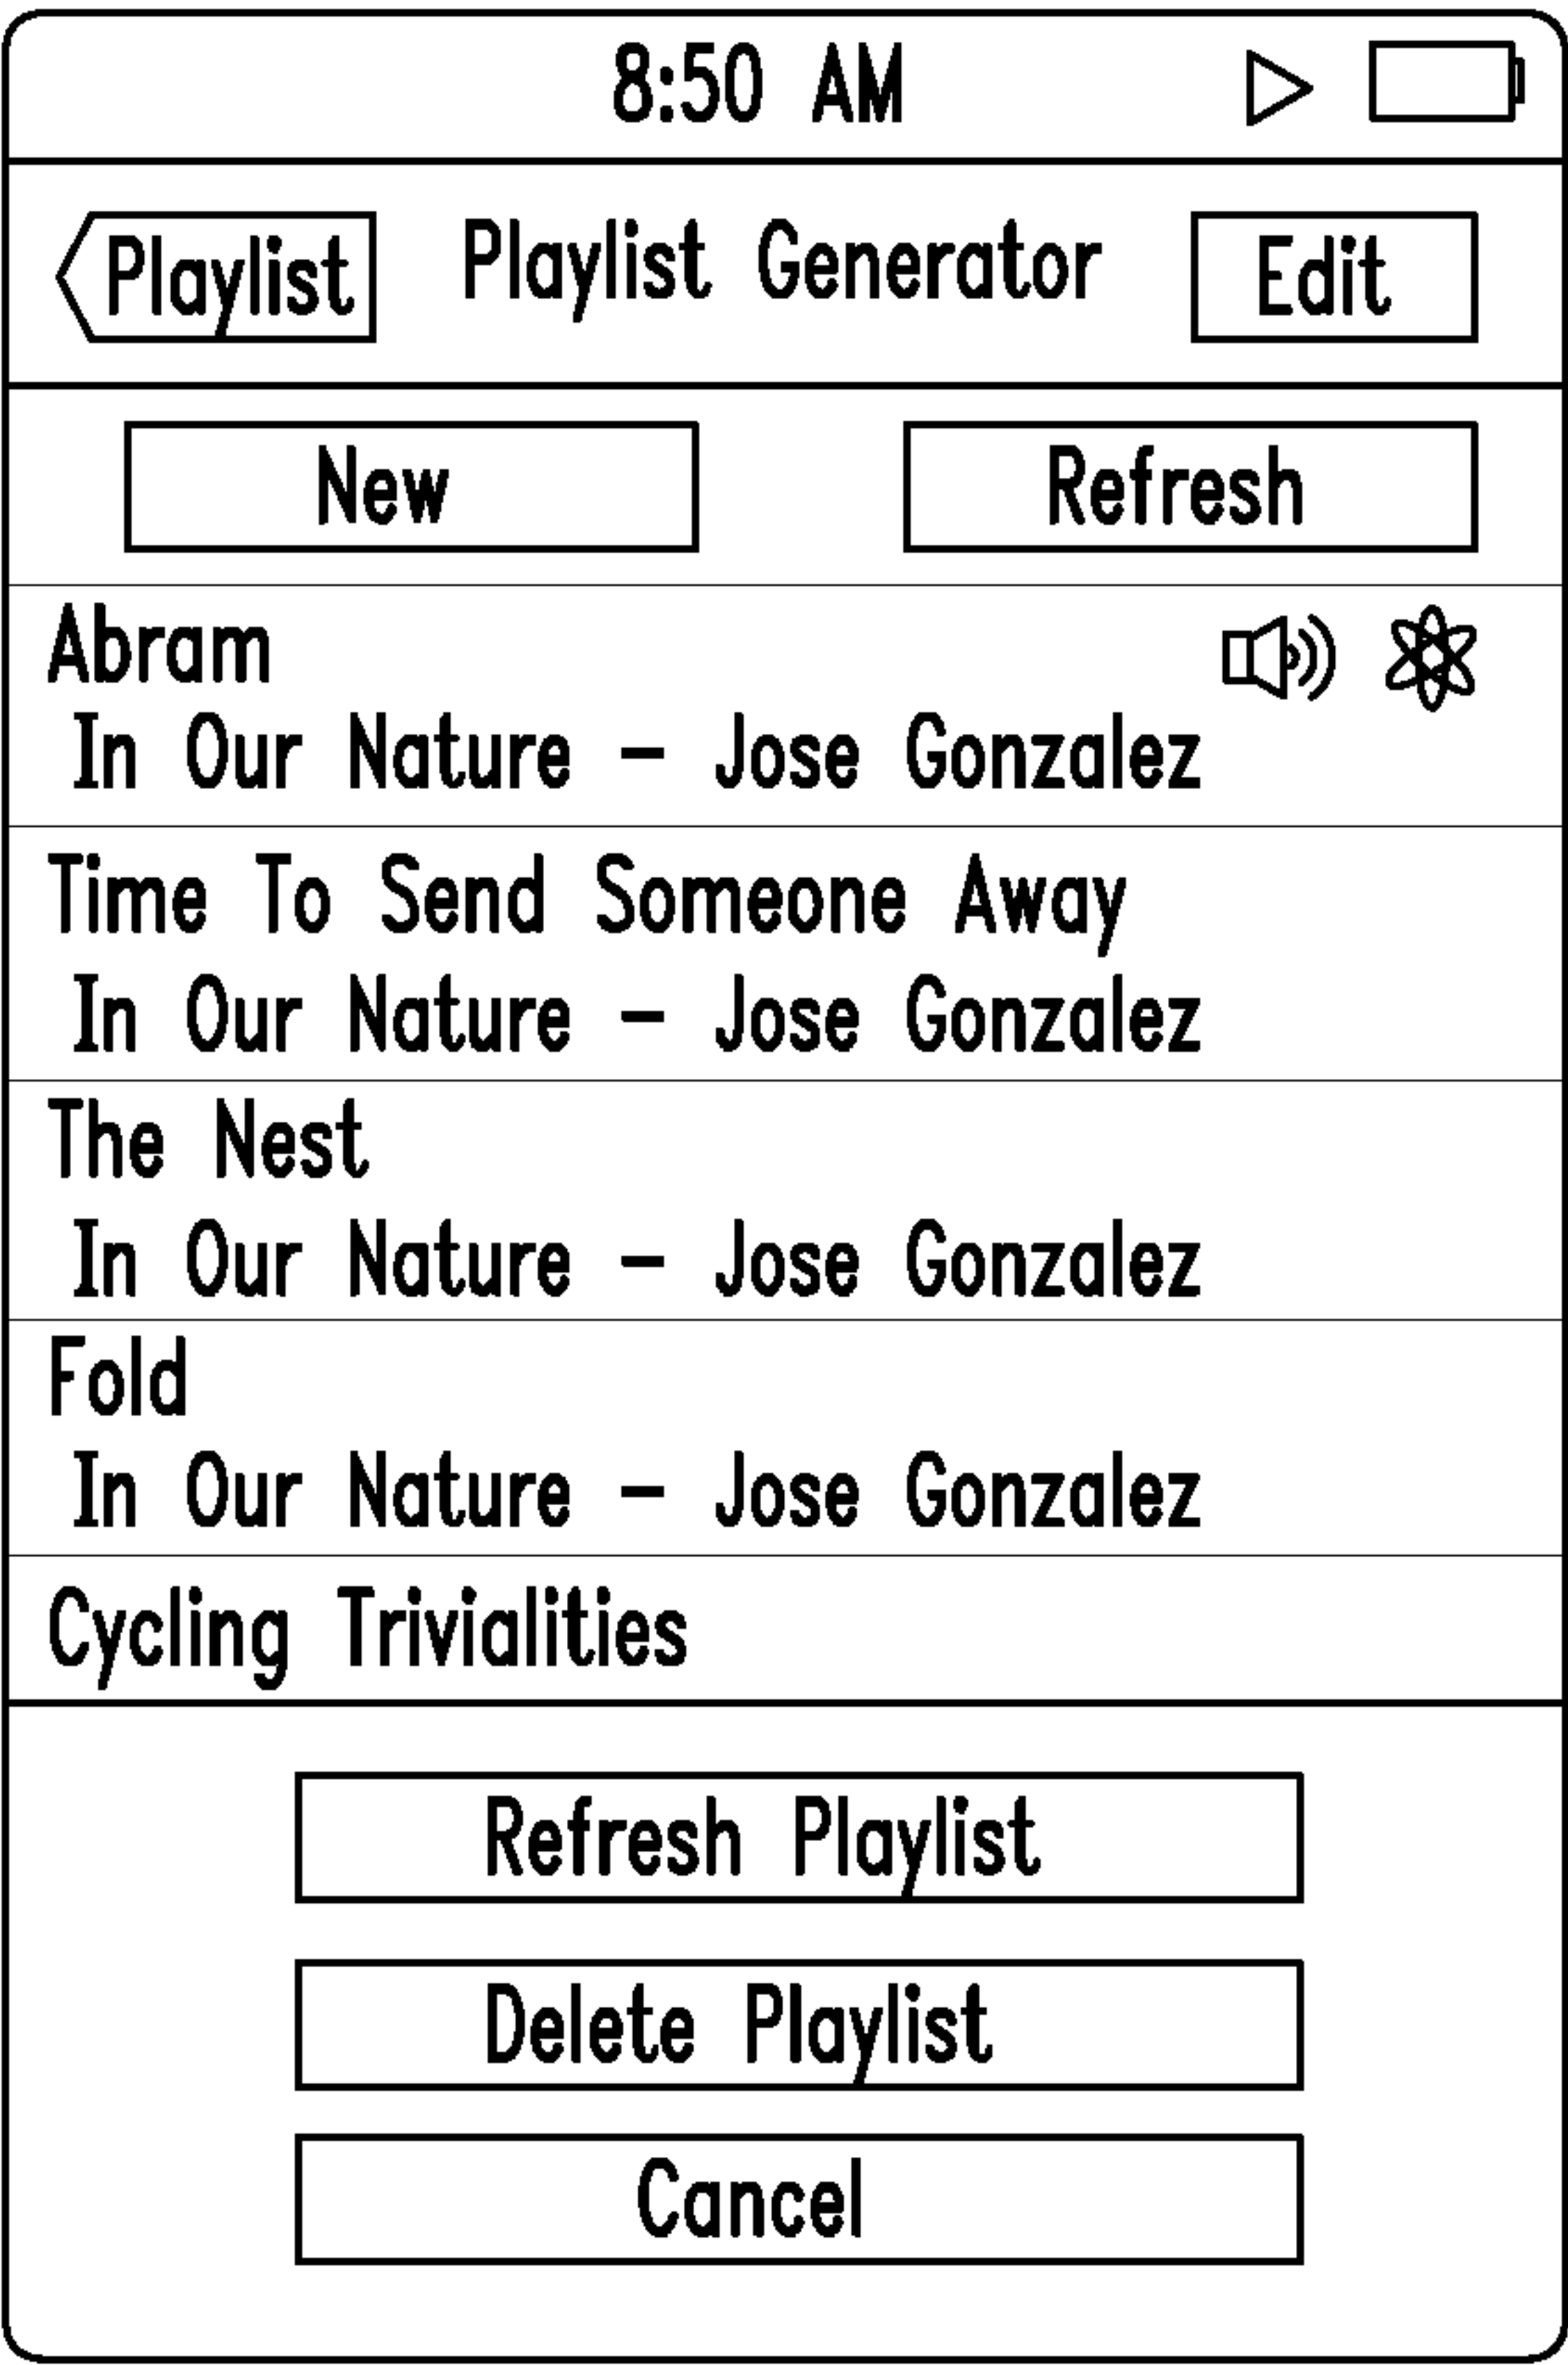 8:50 AM
Playlist Playlist Generator Edit
New Refresh
Abram
In Our Nature - Jose Gonzalez
Time To Send Someone Away
In Our Nature - Jose Gonzalez
The Nest
In Our Nature - Jose Gonzalez
Fold
In Our Nature - Jose Gonzalez
Cycling Trivialities
Refresh Playlist
Delete Playlist
Cancel